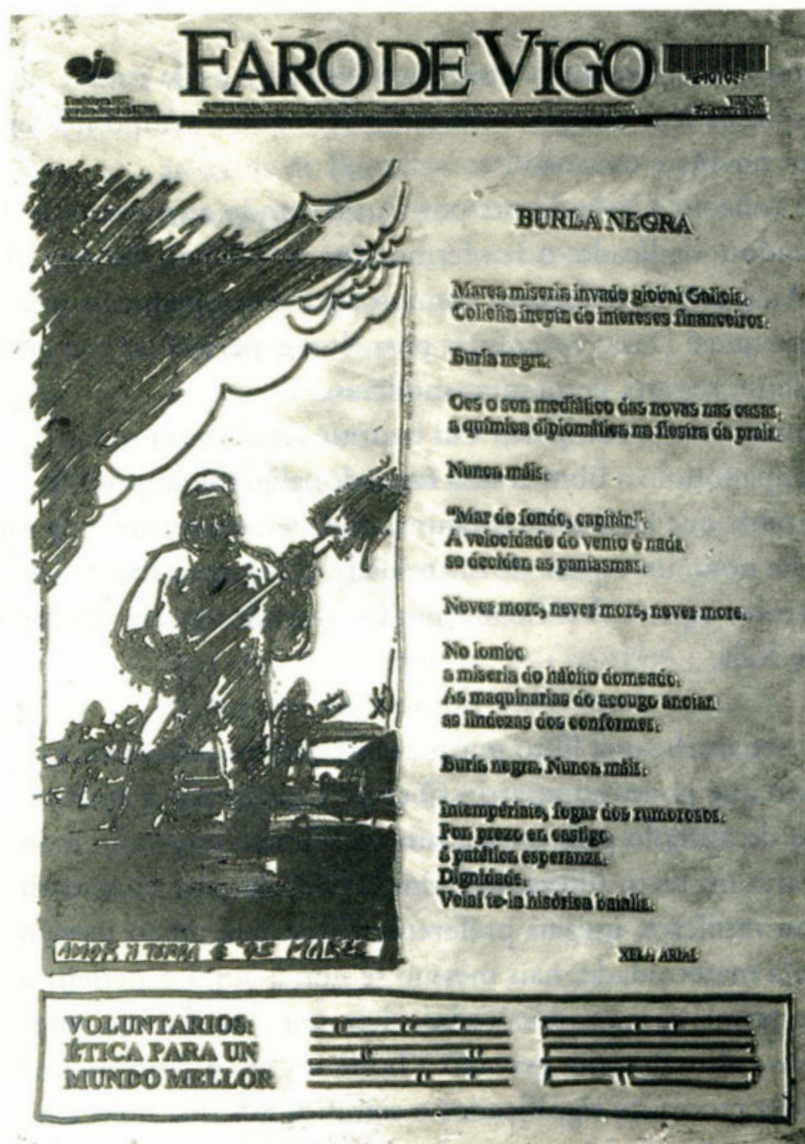 FARO DE VIGO
240103
BURLA NEGRA
Marea miseria invade global Galicia.
Colleita inepta de intereses financeiros.
Burla negra.
Oes o son mediático das novas nas casas,
a química diplomática na fiestra da praia.
Nunca máis.
"Mar de fondo, capitán!".
A velocidade do vento é nada
se deciden as pantasmas.
Never more, never more, never more.
No lombo
a miseria do hábito domeado.
As maquinarias do acougo anoian
as lindezas dos conformes.
Burla negra. Nunca máis.
Intempériate, fogar dos rumorosos.
Pon prezo en castigo
á patética esperanza.
Dignidade.
Velaí te-la histórica batalla.
XELA ARIAS
AMOR A TERRA E OS MARES
VOLUNTARIOS:
ÉTICA PARA UN
MUNDO MELLOR